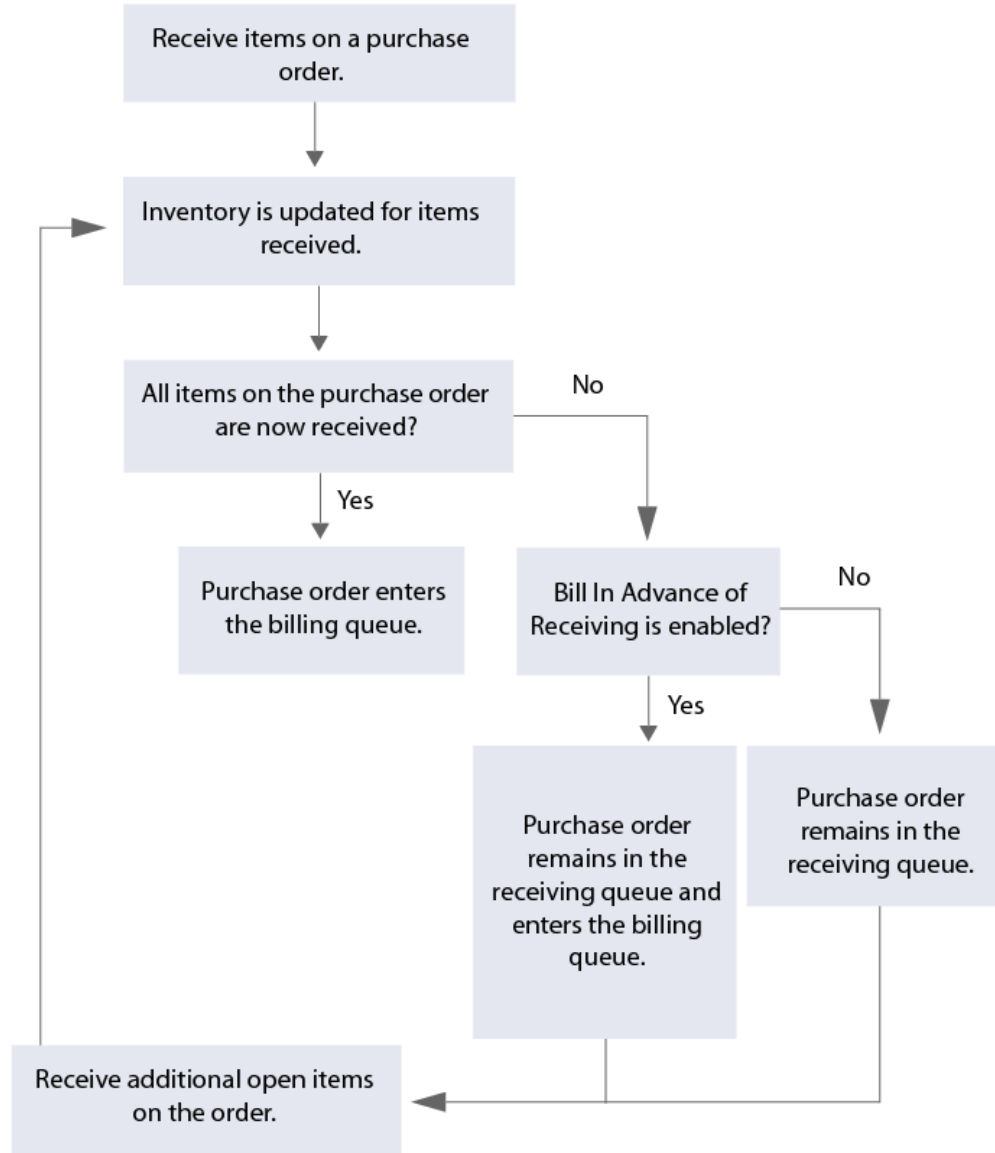 Receive items on a purchase
order.
Inventory is updated for items
received.
All items on the purchase order
are now received?
No
Yes
Purchase order enters
the billing queue.
Bill In Advance of
Receiving is enabled?
No
Yes
Purchase order
remains in the
receiving queue and
enters the billing
queue.
Purchase order
remains in the
receiving queue.
Receive additional open items
on the order.